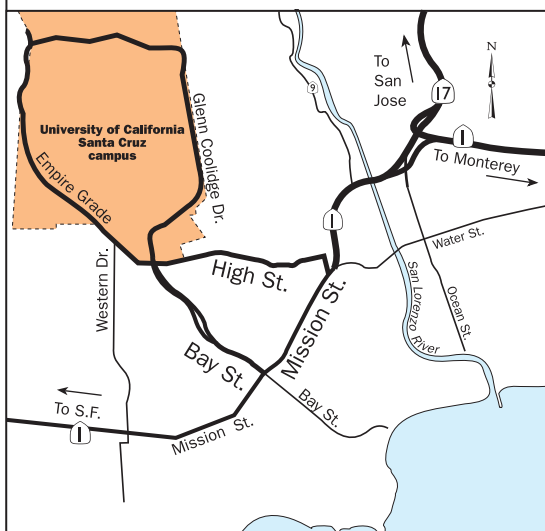 To
San
Jose
N
9
17
1
To Monterey
University of California
Santa Cruz
campus
Glenn Coolidge Dr.
Empire Grade
1
Water St.
High St.
Western Dr.
Mission St.
San Lorenzo
River
Ocean St.
Bay St.
To S.F.
Bay St.
1
Mission St.